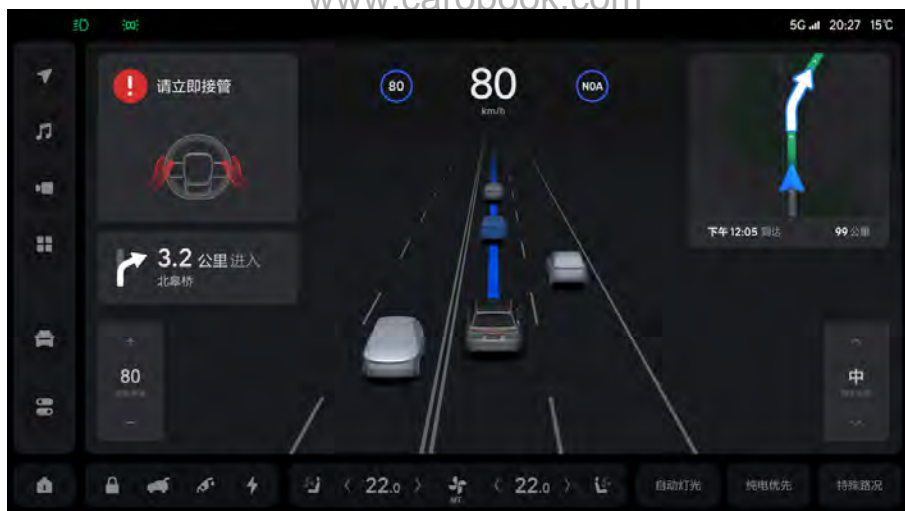 www.carobook.com
5G 20:27 15℃
请立即接管
80
80
km/h
NOA
3.2 公里进入
北皋桥
下午 12:05 到达
99 公里
+
80
-
中
22.0
22.0
自动灯光
纯电优先
特殊路况